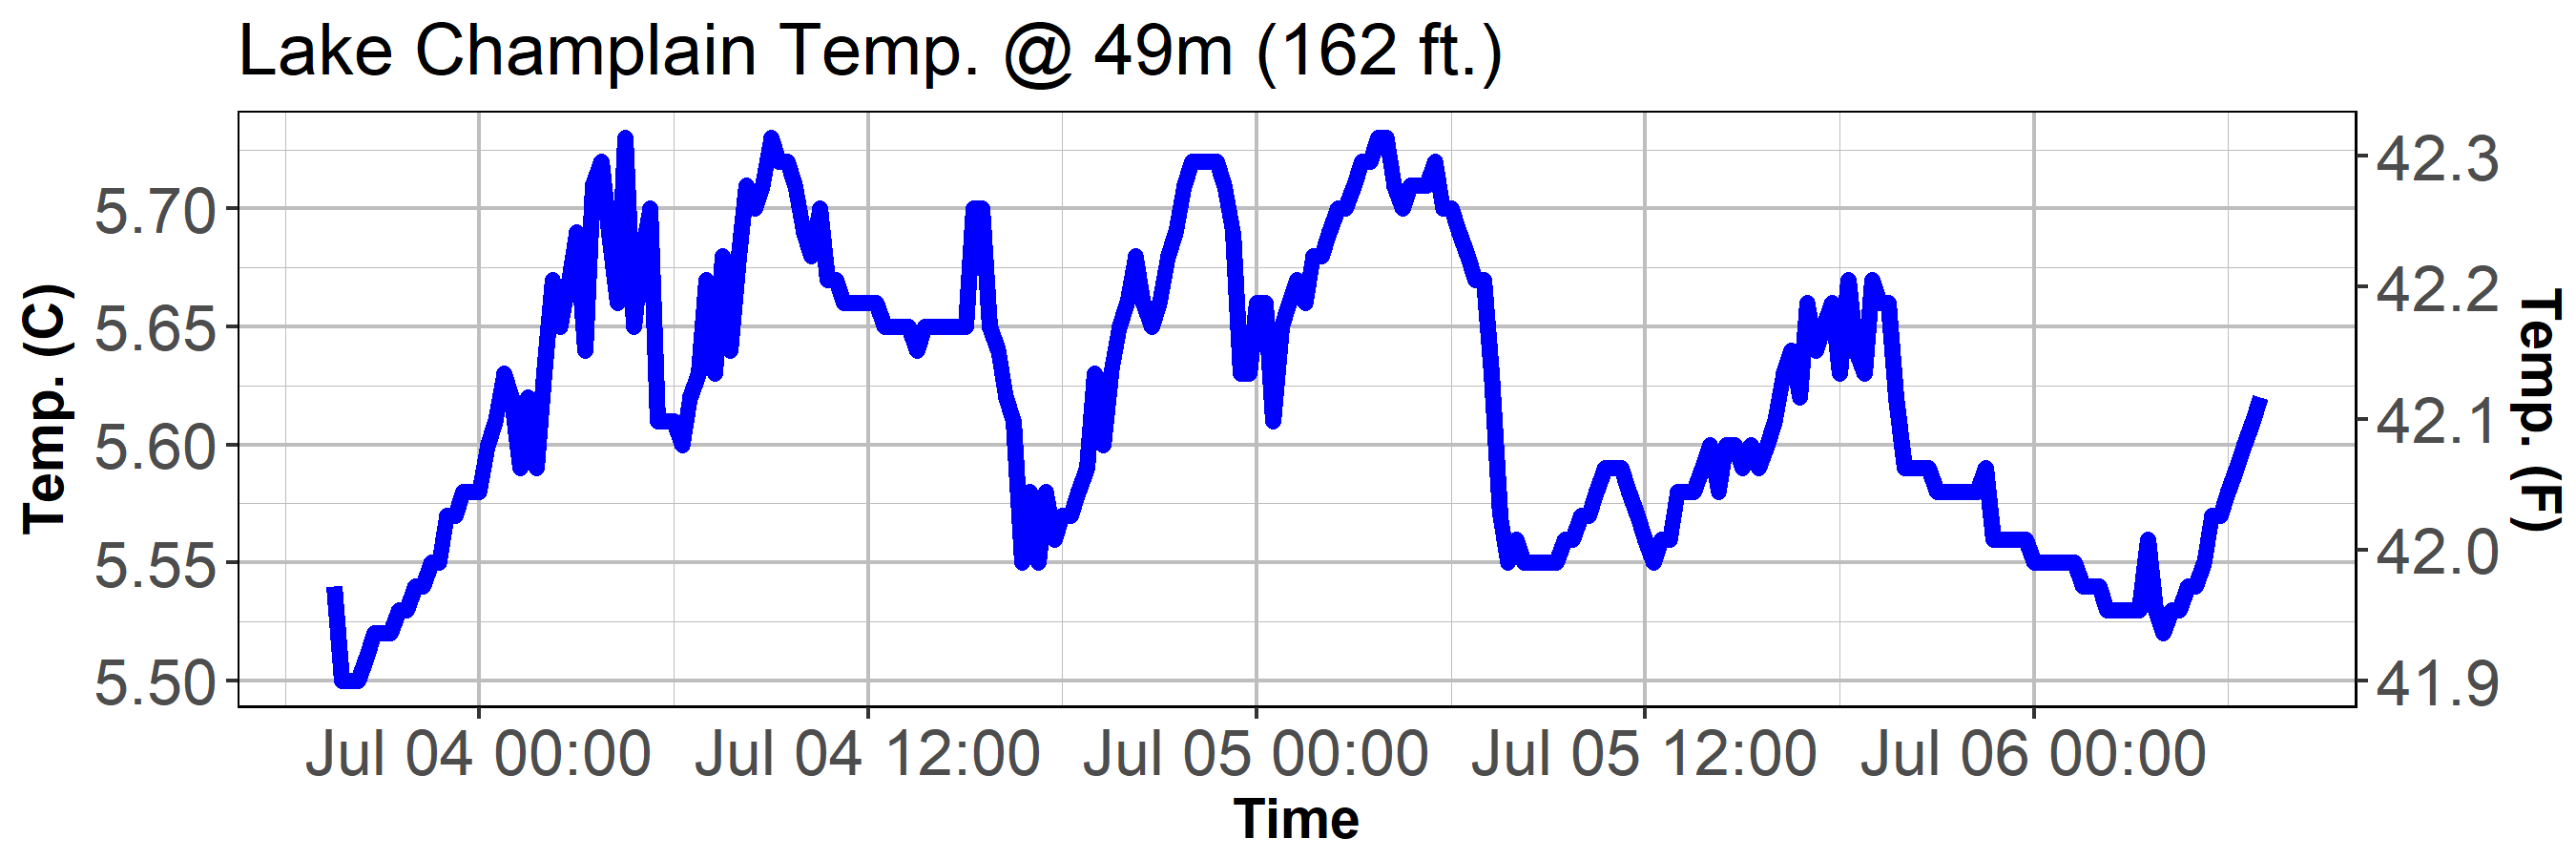 Lake Champlain Temp. @ 49m (162 ft.)
Temp. (C)
5.70
5.65
5.60
5.55
5.50
42.3
42.2
42.1
42.0
41.9
Temp. (F)
Jul 04 00:00 Jul 04 12:00 Jul 05 00:00 Jul 05 12:00 Jul 06 00:00
Time